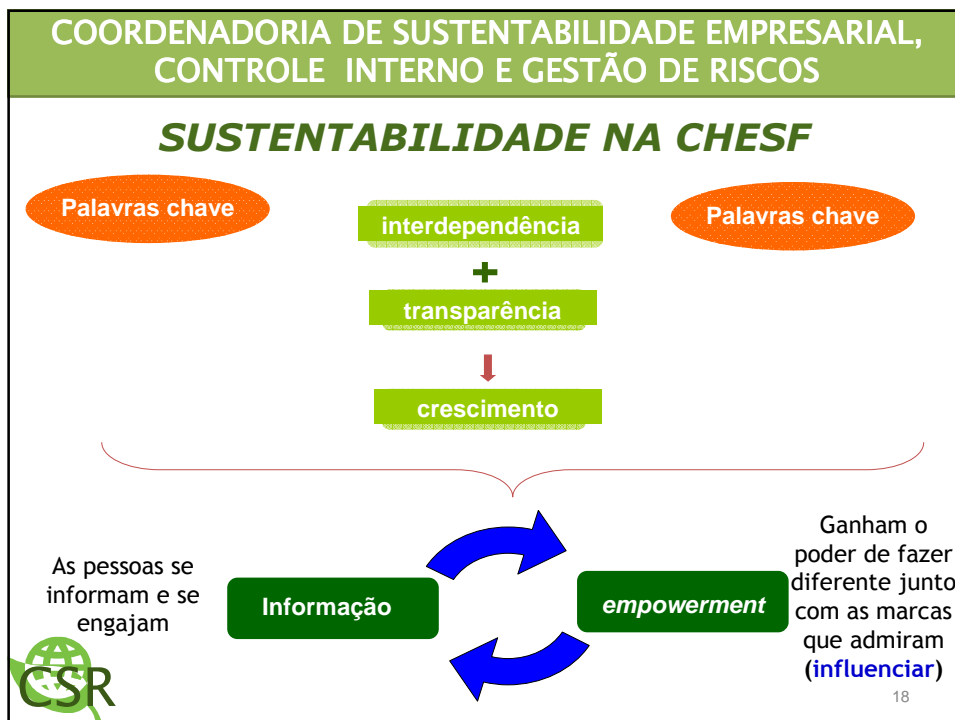 COORDENADORIA DE SUSTENTABILIDADE EMPRESARIAL,
CONTROLE INTERNO E GESTÃO DE RISCOS
SUSTENTABILIDADE NA CHESF
Palavras chave
interdependência
Palavras chave
+
transparência
crescimento
As pessoas se
informam e se
engajam
Informação
empowerment
Ganham o
poder de fazer
diferente junto
com as marcas
que admiram
(influenciar)
CSR
18